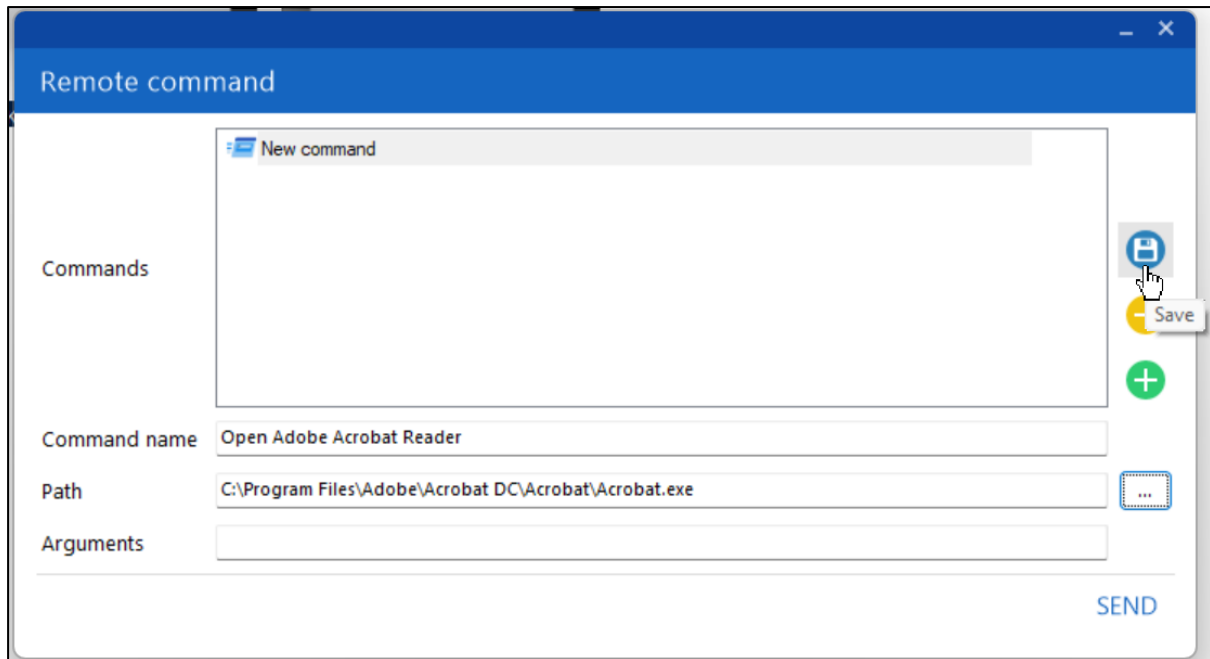 Remote command
New command
Commands
Save
Command name
Open Adobe Acrobat Reader
Path
C:\Program Files\Adobe\Acrobat DC\Acrobat\Acrobat.exe
...
Arguments
SEND